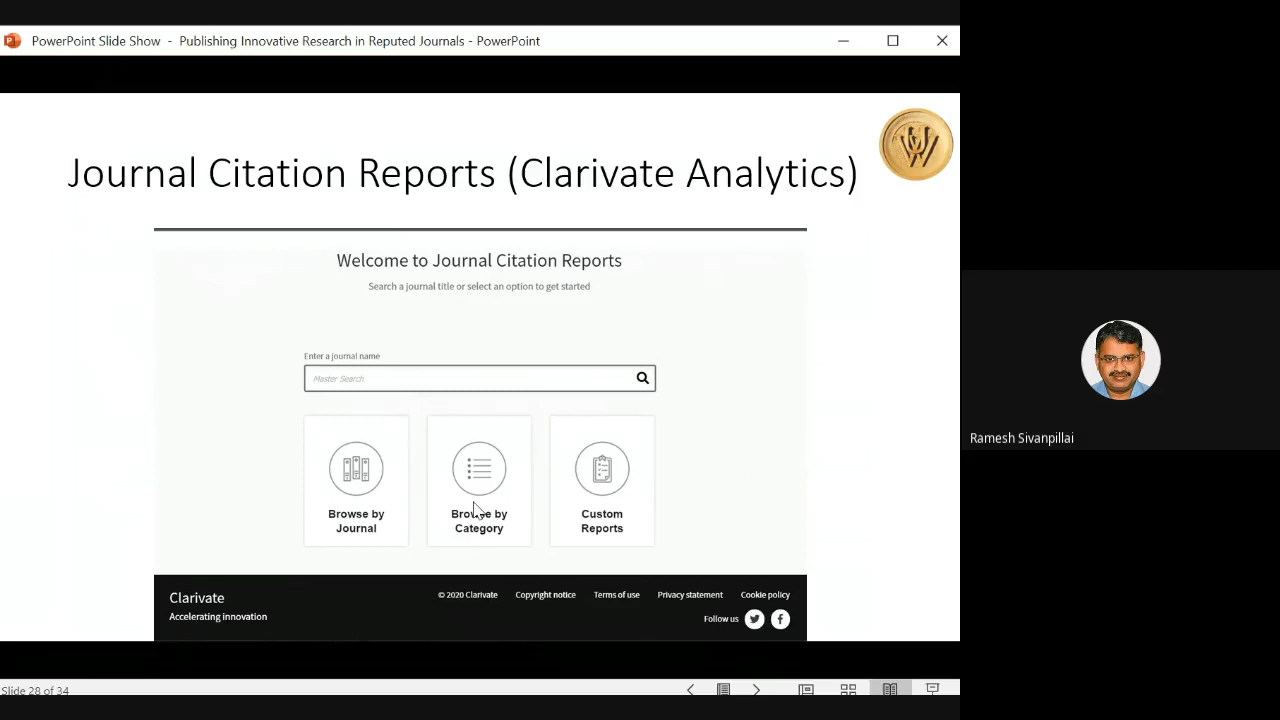 PowerPoint Slide Show - Publishing Innovative Research in Reputed Journals - PowerPoint
Journal Citation Reports (Clarivate Analytics)
Welcome to Journal Citation Reports
Search a journal title or select an option to get started
Enter a journal name
Master Search
Browse by
Journal
Browse by
Category
Custom
Reports
Clarivate
Accelerating innovation
© 2020 Clarivate Copyright notice Terms of use Privacy statement Cookie policy
Follow us
Ramesh Sivanpillai
Slide 28 of 34